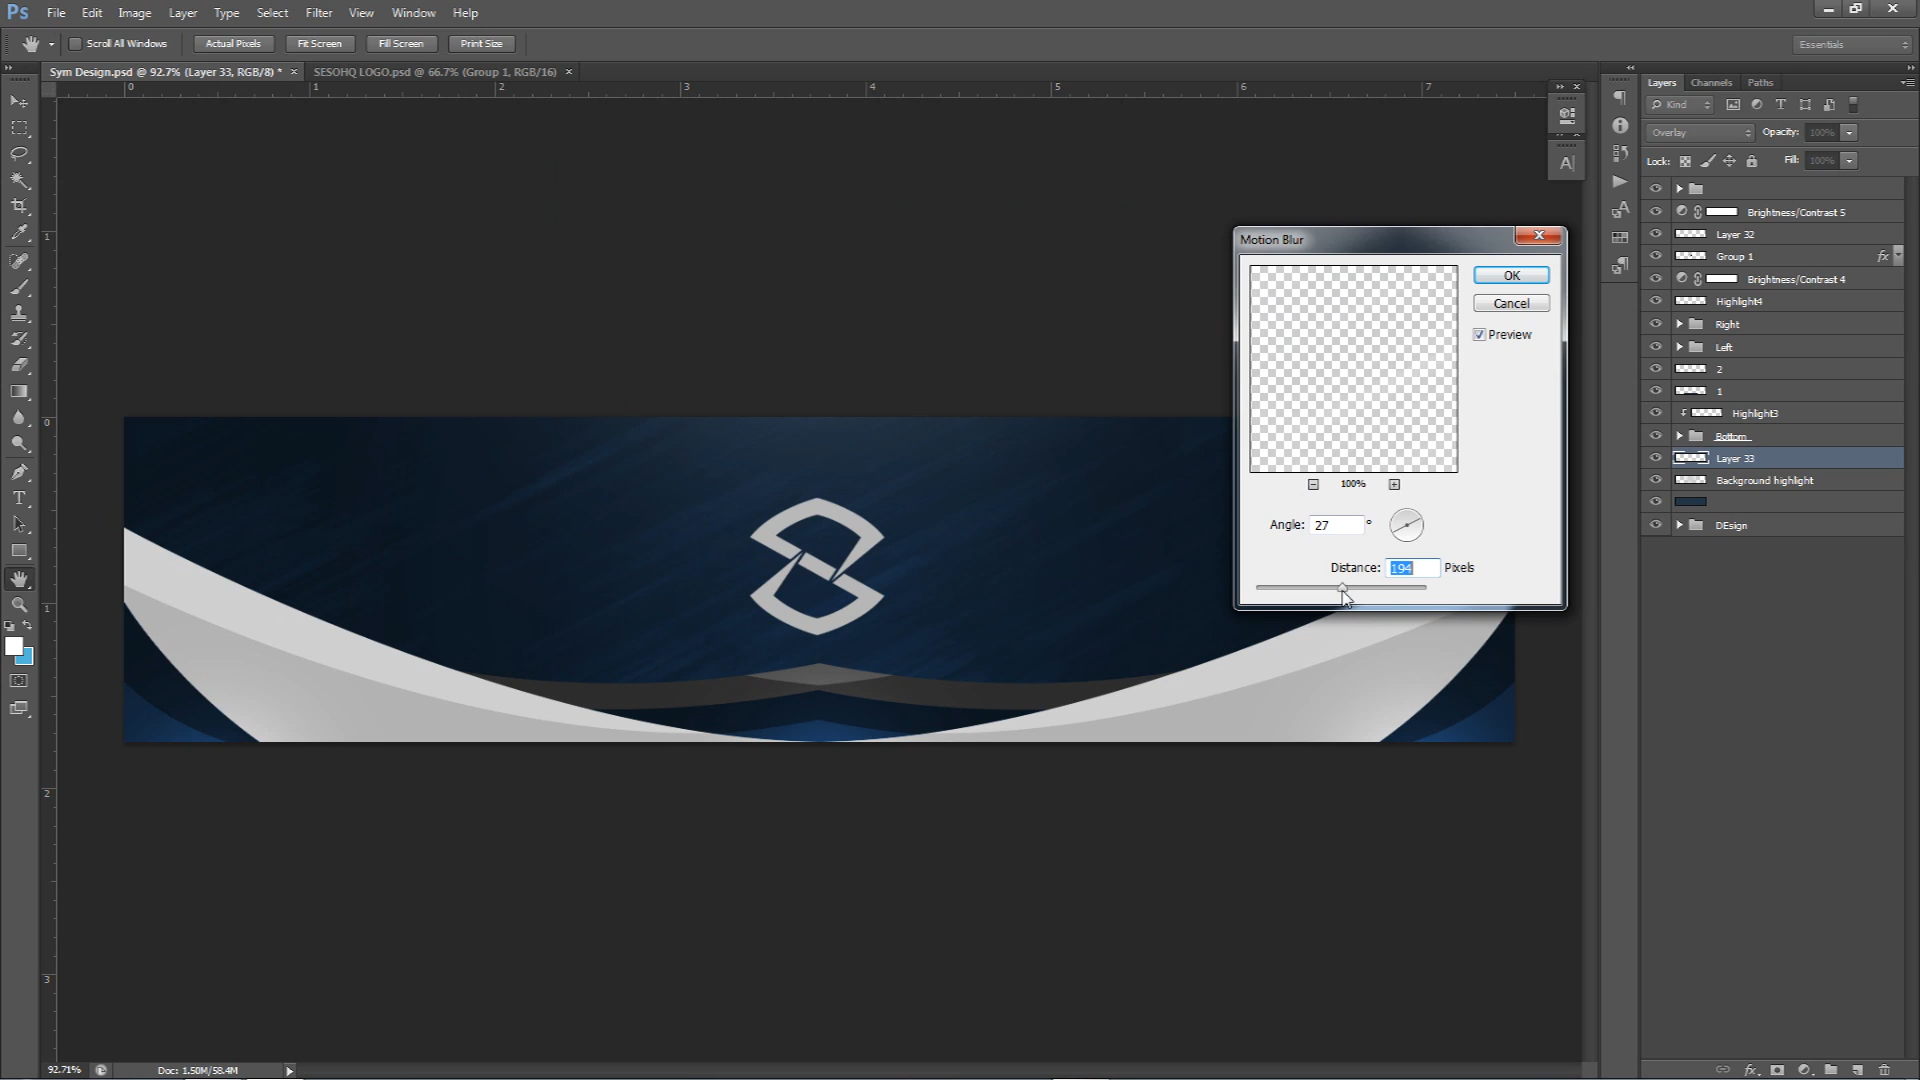 Ps File Edit Image Layer Type Select Filter View Window Help
Scroll All Windows Actual Pixels Fit Screen Fill Screen Print Size Essentials
Sym Design.psd @ 92.7% (Layer 33, RGB/8) * × SESOHQ LOGO.psd @ 66.7% (Group 1, RGB/16) ×
0 1 2 3 4 5 6 7
1
0
1
2
3
Motion Blur
OK
Cancel
Preview
100%
Angle: 27 °
Distance: 194 Pixels
Layers Channels Paths
Kind
Overlay Opacity: 100%
Lock: Fill: 100%
Brightness/Contrast 5
Layer 32
Group 1 fx
Brightness/Contrast 4
Highlight4
Right
Left
2
1
Highlight3
Bottom
Layer 33
Background highlight
DEsign
92.71% Doc: 1.50M/58.4M
fx